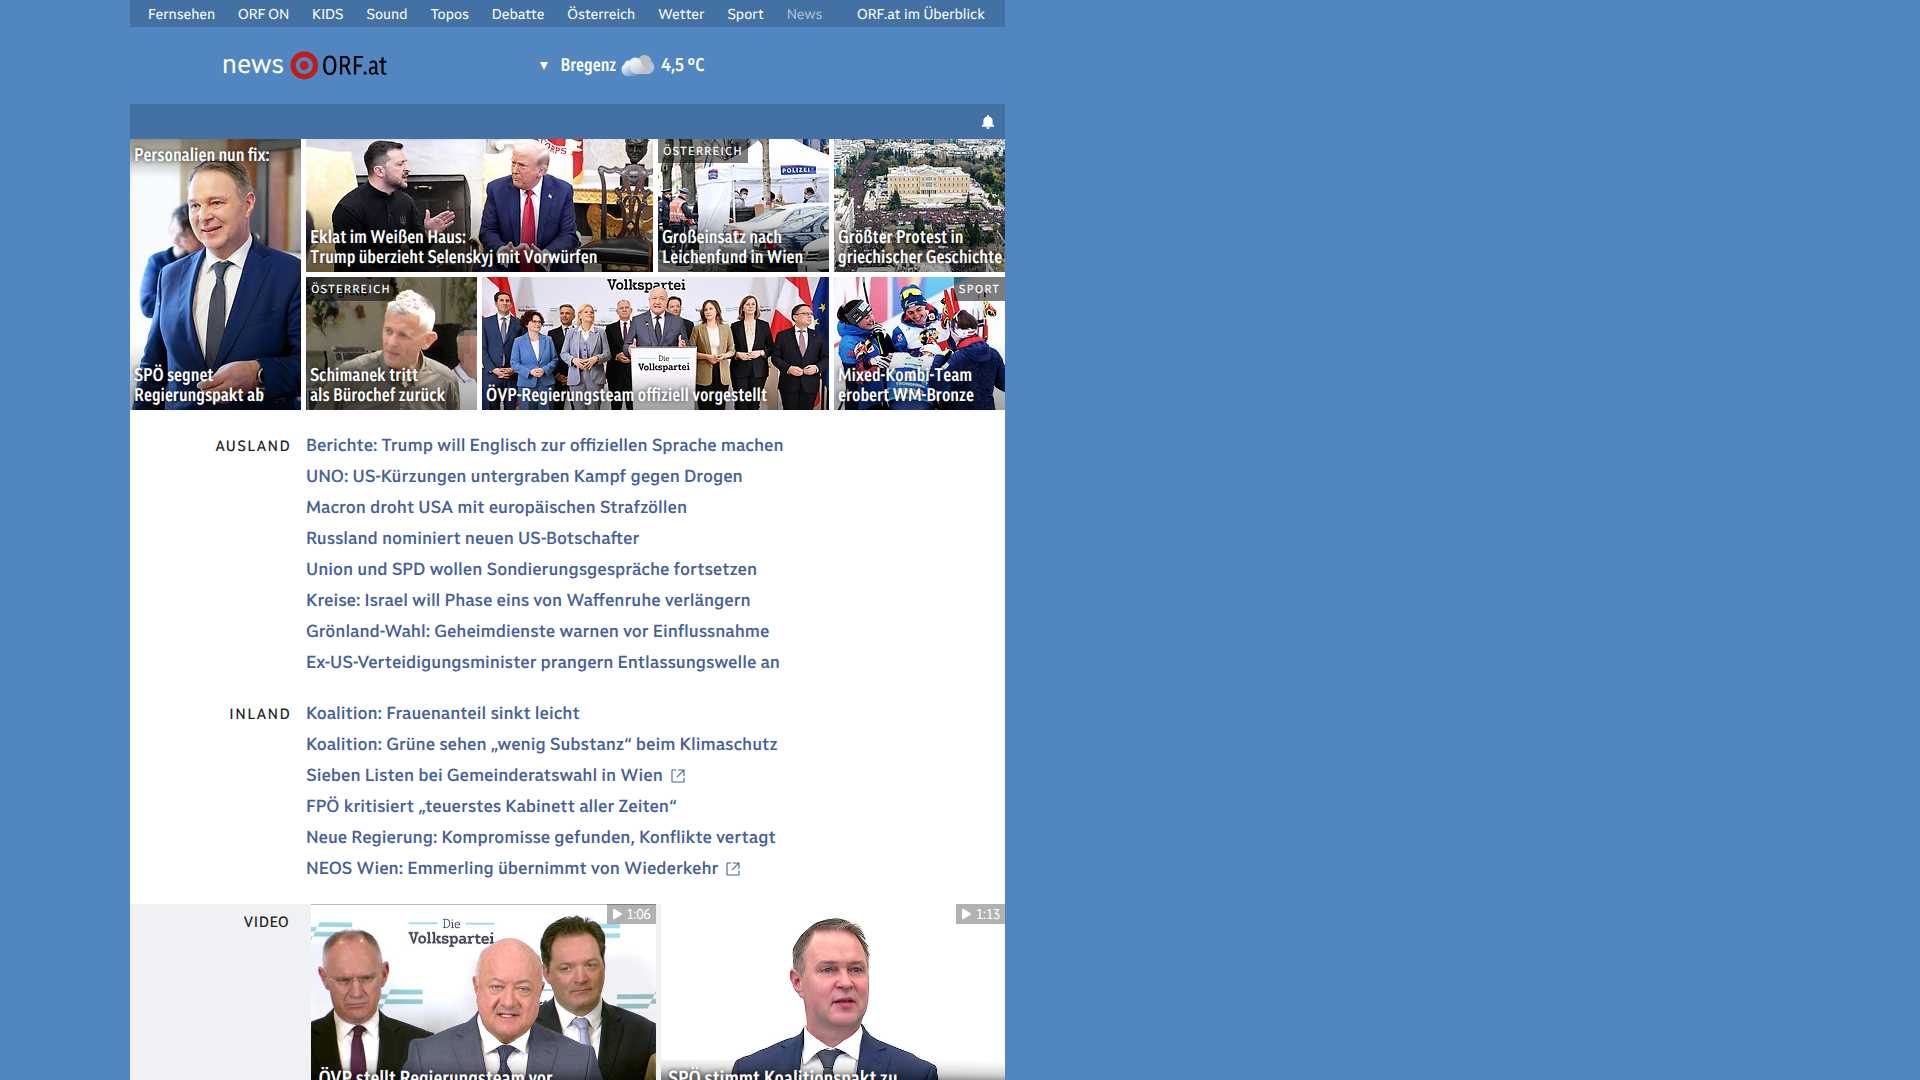 Fernsehen ORF ON KIDS Sound Topos Debatte Österreich Wetter Sport News ORF.at im Überblick
news ORF.at
Bregenz 4,5 °C
Personalien nun fix:
SPÖ segnet
Regierungspakt ab
Eklat im Weißen Haus:
Trump überzieht Selenskyj mit Vorwürfen
ÖSTERREICH
POLIZEI
Großeinsatz nach
Leichenfund in Wien
Größter Protest in
griechischer Geschichte
ÖSTERREICH
Schimanek tritt
als Bürochef zurück
Volkspartei
Die
Volkspartei
ÖVP-Regierungsteam offiziell vorgestellt
SPORT
Mixed-Kombi-Team
erobert WM-Bronze
AUSLAND
Berichte: Trump will Englisch zur offiziellen Sprache machen
UNO: US-Kürzungen untergraben Kampf gegen Drogen
Macron droht USA mit europäischen Strafzöllen
Russland nominiert neuen US-Botschafter
Union und SPD wollen Sondierungsgespräche fortsetzen
Kreise: Israel will Phase eins von Waffenruhe verlängern
Grönland-Wahl: Geheimdienste warnen vor Einflussnahme
Ex-US-Verteidigungsminister prangern Entlassungswelle an
INLAND
Koalition: Frauenanteil sinkt leicht
Koalition: Grüne sehen „wenig Substanz“ beim Klimaschutz
Sieben Listen bei Gemeinderatswahl in Wien
FPÖ kritisiert „teuerstes Kabinett aller Zeiten“
Neue Regierung: Kompromisse gefunden, Konflikte vertagt
NEOS Wien: Emmerling übernimmt von Wiederkehr
VIDEO
1:06
Die
Volkspartei
ÖVP stellt Regierungsteam vor
1:13
SPÖ stimmt Koalitionspakt zu